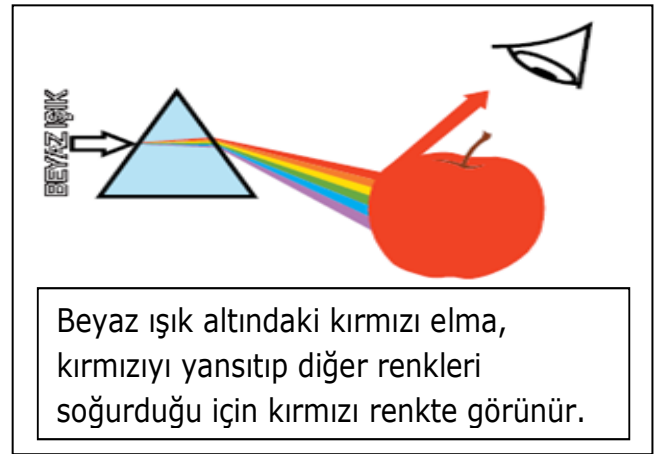 BEYAZ IŞIK
Beyaz ışık altındaki kırmızı elma,
kırmızıyı yansıtıp diğer renkleri
soğurduğu için kırmızı renkte görünür.